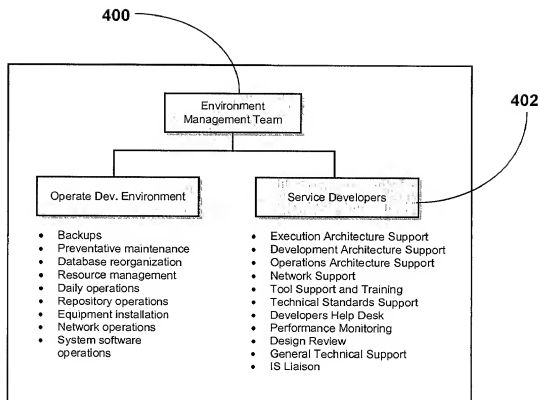 400
402
Environment
Management Team
Operate Dev. Environment
Service Developers
• Backups
• Preventative maintenance
• Database reorganization
• Resource management
• Daily operations
• Repository operations
• Equipment installation
• Network operations
• System software
operations
• Execution Architecture Support
• Development Architecture Support
• Operations Architecture Support
• Network Support
• Tool Support and Training
• Technical Standards Support
• Developers Help Desk
• Performance Monitoring
• Design Review
• General Technical Support
• IS Liaison